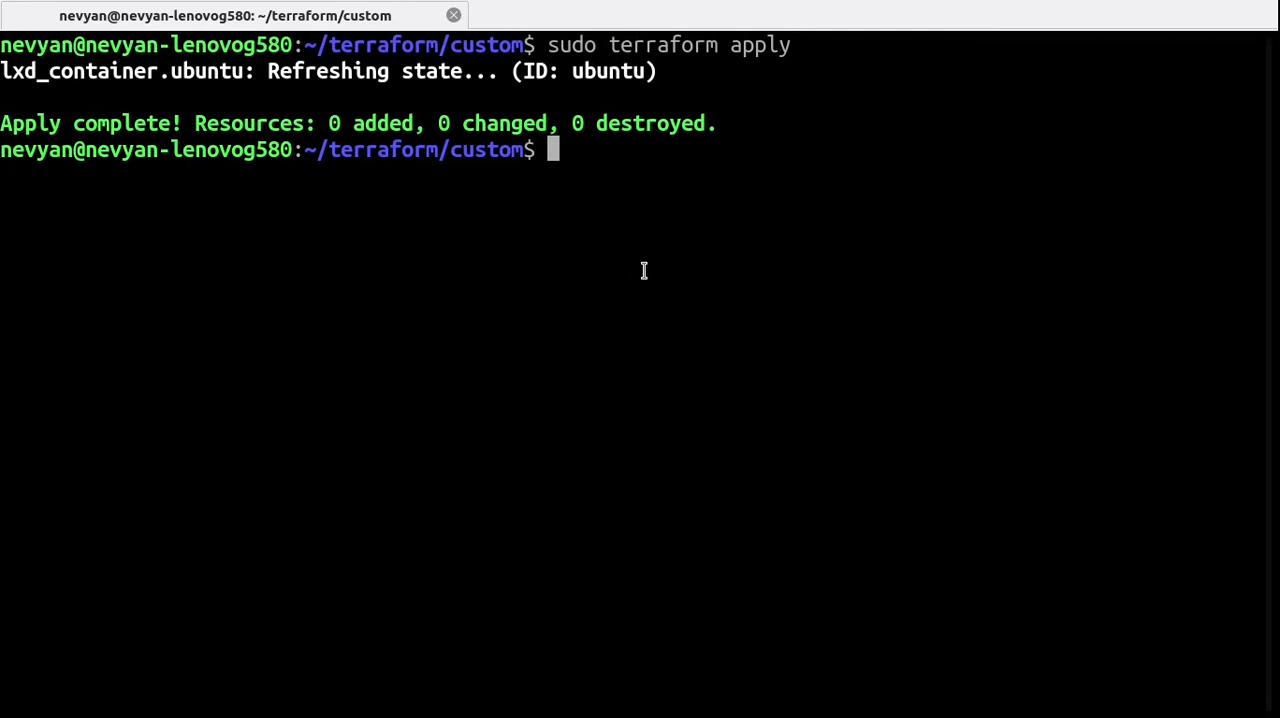 nevyan@nevyan-lenovog580: ~/terraform/custom
nevyan@nevyan-lenovog580:~/terraform/custom$ sudo terraform apply
lxd_container.ubuntu: Refreshing state... (ID: ubuntu)
Apply complete! Resources: 0 added, 0 changed, 0 destroyed.
nevyan@nevyan-lenovog580:~/terraform/custom$